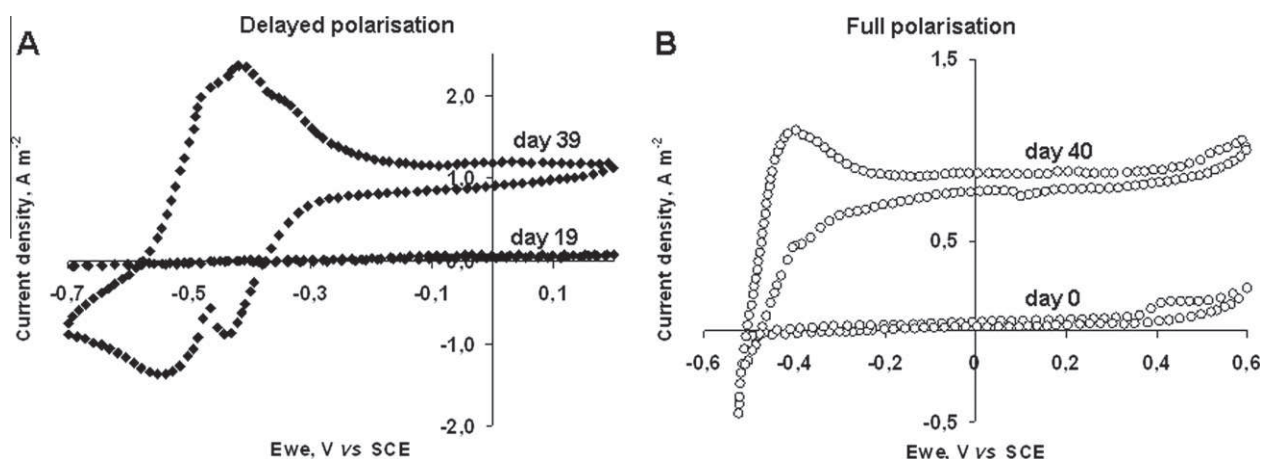 A
Delayed polarisation
2,0
day 39
1,0
day 19
0,0
-0,7
-0,5
-0,3
-0,1
0,1
-1,0
-2,0
Current density, A m-2
Ewe, V vs SCE
B
Full polarisation
1,5
day 40
0,5
day 0
-0,6
-0,4
-0,2
0
0,2
0,4
0,6
-0,5
Current density, A m-2
Ewe, V vs SCE